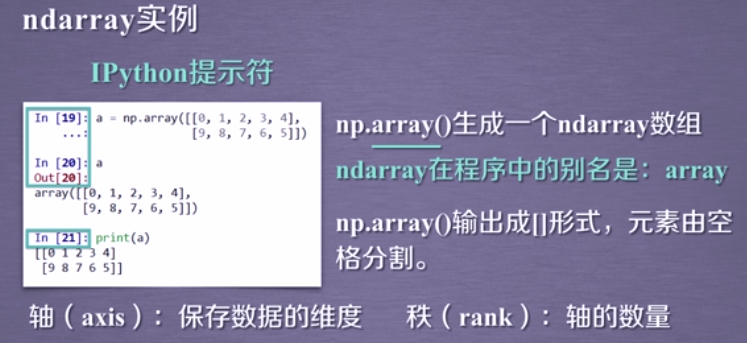 ndarray实例
IPython提示符
In [19]: a = np.array([[0, 1, 2, 3, 4],
...: [9, 8, 7, 6, 5]])
In [20]: a
Out[20]:
array([[0, 1, 2, 3, 4],
[9, 8, 7, 6, 5]])
In [21]: print(a)
[[0 1 2 3 4]
[9 8 7 6 5]]
np.array()生成一个ndarray数组
ndarray在程序中的别名是：array
np.array()输出成[]形式，元素由空
格分割。
轴（axis）：保存数据的维度 秩（rank）：轴的数量